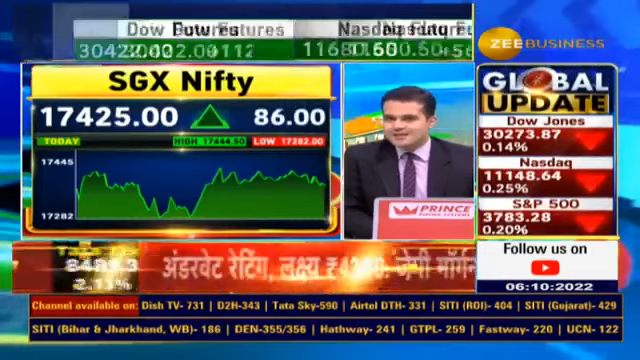 Dow Futures
Nasdaq Futures
ZEE BUSINESS
SGX Nifty
17425.00 ▲ 86.00
TODAY HIGH 17444.50 LOW 17282.00
17445
17282
PRINCE
PIPING SYSTEMS
GLOBAL
UPDATE
Dow Jones
30273.87
0.14%
Nasdaq
11148.64
0.25%
S&P 500
3783.28
0.20%
अंडरवेट रेटिंग, लक्ष्य
जेपी मॉर्गन
Follow us on
06:10:2022
Channel available on: Dish TV- 731 | D2H-343 | Tata Sky-590 | Airtel DTH- 331 | SITI (ROI)- 404 | SITI (Gujarat)- 429
SITI (Bihar & Jharkhand, WB)- 186 | DEN-355/356 | Hathway- 241 | GTPL- 259 | Fastway- 220 | UCN- 122